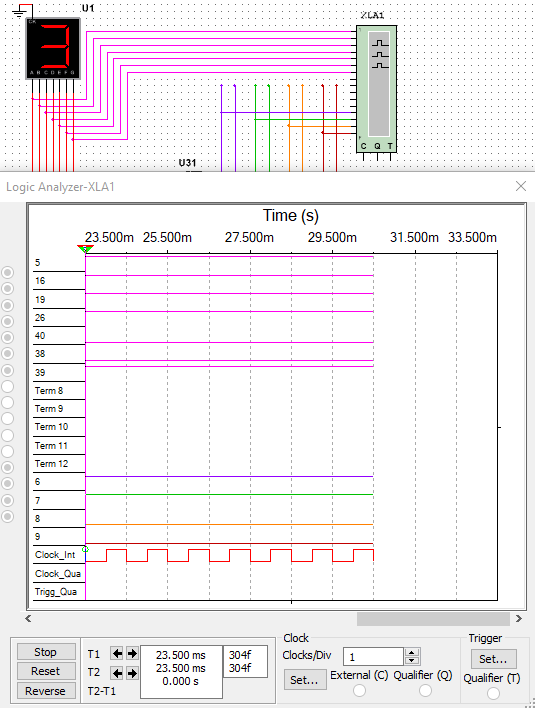 U1
XLA1
CK
3
A B C D E F G
C Q T
U31
Logic Analyzer-XLA1
Time (s)
23.500m 25.500m 27.500m 29.500m 31.500m 33.500m
5
16
19
26
40
38
39
Term 8
Term 9
Term 10
Term 11
Term 12
6
7
8
9
Clock_Int
Clock_Qua
Trigg_Qua
Stop
Reset
Reverse
T1
T2
T2-T1
23.500 ms
23.500 ms
0.000 s
304f
304f
Clock
Clocks/Div 1
Set...
External (C) Qualifier (Q)
Trigger
Set...
Qualifier (T)